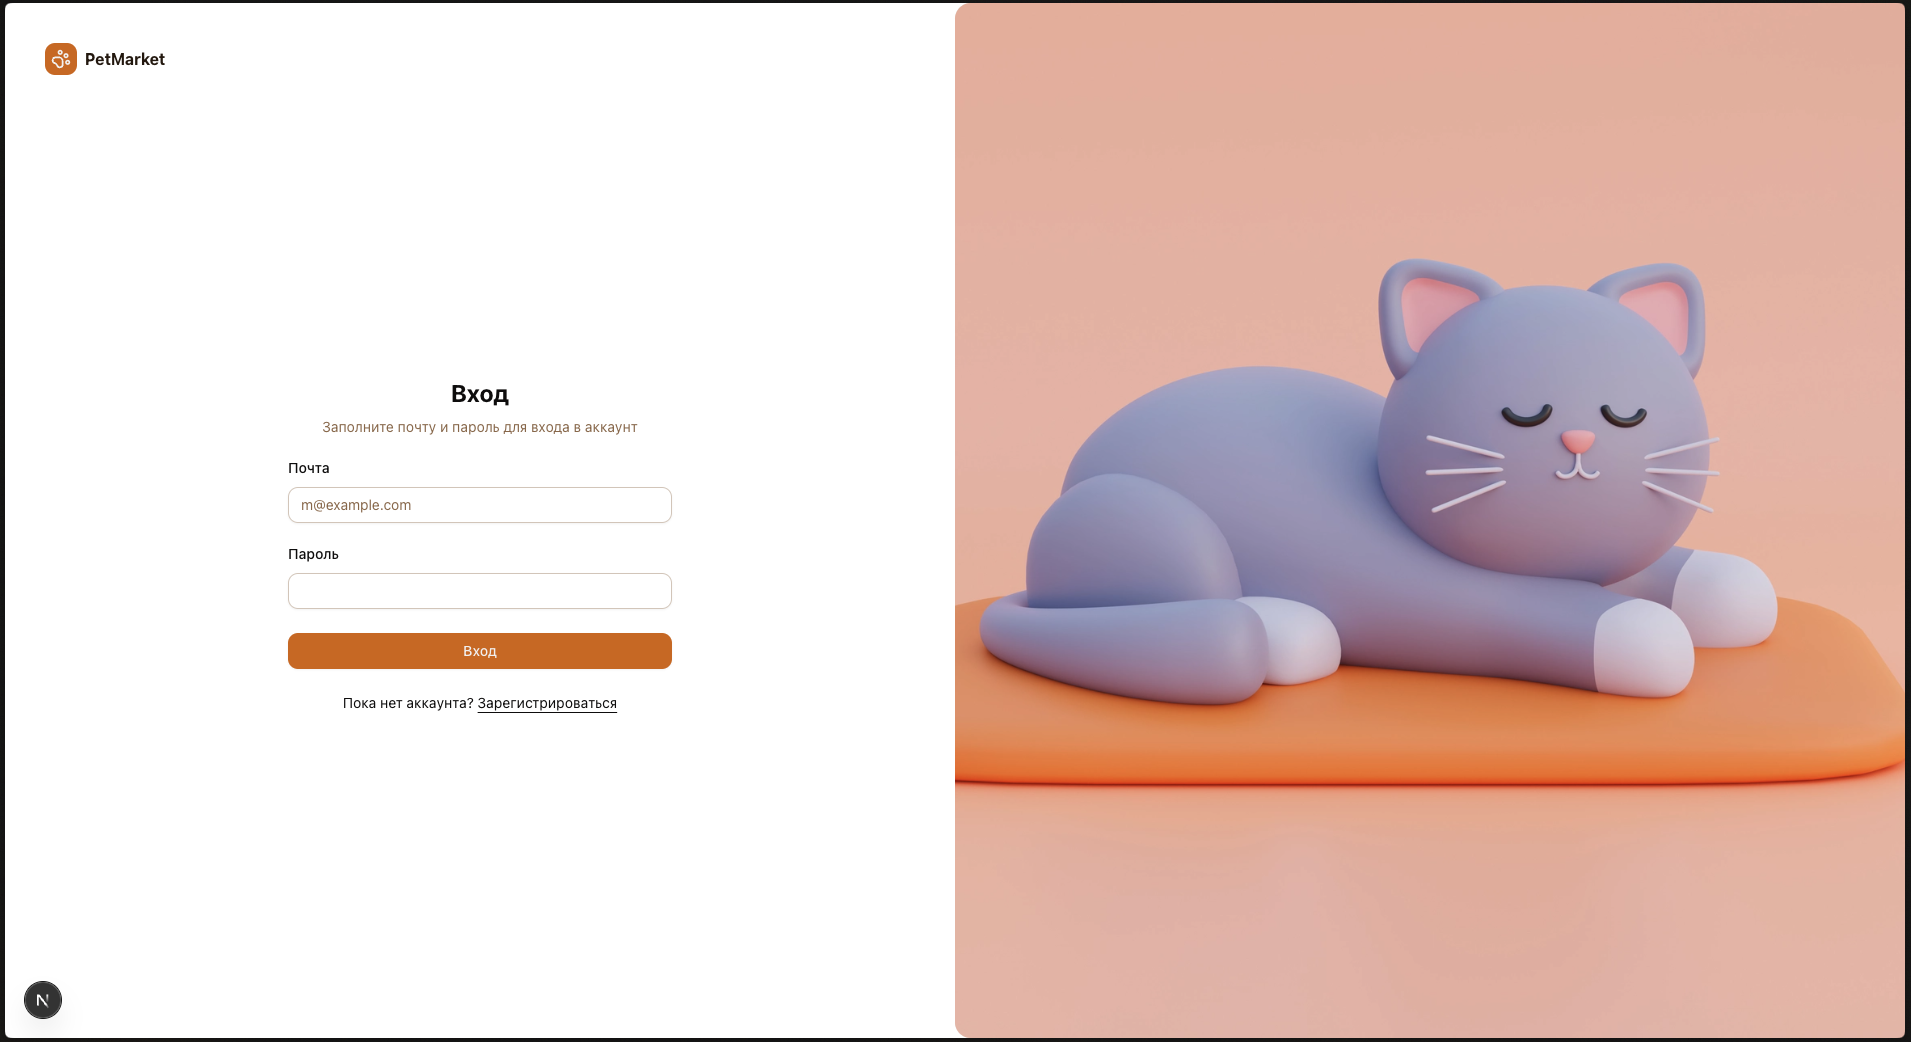 PetMarket
Вход
Заполните почту и пароль для входа в аккаунт
Почта
m@example.com
Пароль
Вход
Пока нет аккаунта? Зарегистрироваться
N